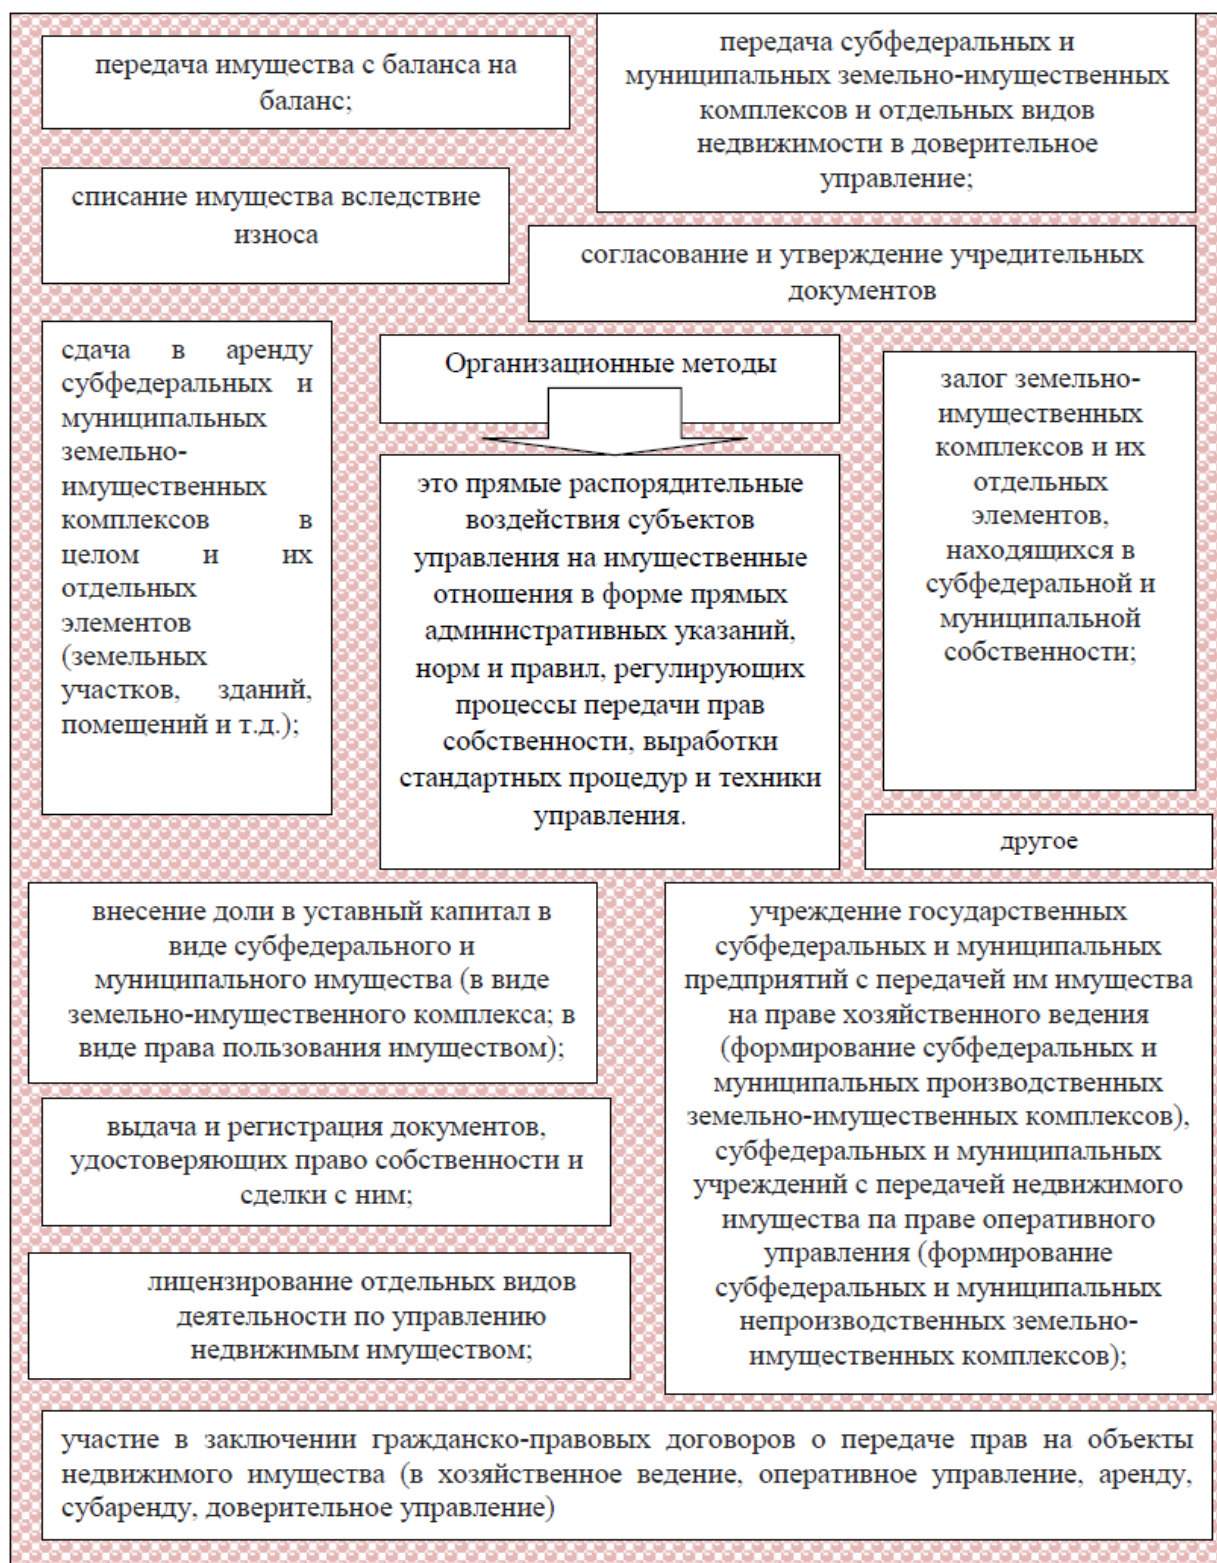 передача имущества с баланса на
баланс;
передача субфедеральных и
муниципальных земельно-имущественных
комплексов и отдельных видов
недвижимости в доверительное
управление;
списание имущества вследствие
износа
согласование и утверждение учредительных
документов
сдача в аренду
субфедеральных и
муниципальных
земельно-
имущественных
комплексов в
целом и их
отдельных
элементов
(земельных
участков, зданий,
помещений и т.д.);
Организационные методы
это прямые распорядительные
воздействия субъектов
управления на имущественные
отношения в форме прямых
административных указаний,
норм и правил, регулирующих
процессы передачи прав
собственности, выработки
стандартных процедур и техники
управления.
залог земельно-
имущественных
комплексов и их
отдельных
элементов,
находящихся в
субфедеральной и
муниципальной
собственности;
другое
внесение доли в уставный капитал в
виде субфедерального и
муниципального имущества (в виде
земельно-имущественного комплекса; в
виде права пользования имуществом);
учреждение государственных
субфедеральных и муниципальных
предприятий с передачей им имущества
на праве хозяйственного ведения
(формирование субфедеральных и
муниципальных производственных
земельно-имущественных комплексов),
субфедеральных и муниципальных
учреждений с передачей недвижимого
имущества па праве оперативного
управления (формирование
субфедеральных и муниципальных
непроизводственных земельно-
имущественных комплексов);
выдача и регистрация документов,
удостоверяющих право собственности и
сделки с ним;
лицензирование отдельных видов
деятельности по управлению
недвижимым имуществом;
участие в заключении гражданско-правовых договоров о передаче прав на объекты
недвижимого имущества (в хозяйственное ведение, оперативное управление, аренду,
субаренду, доверительное управление)